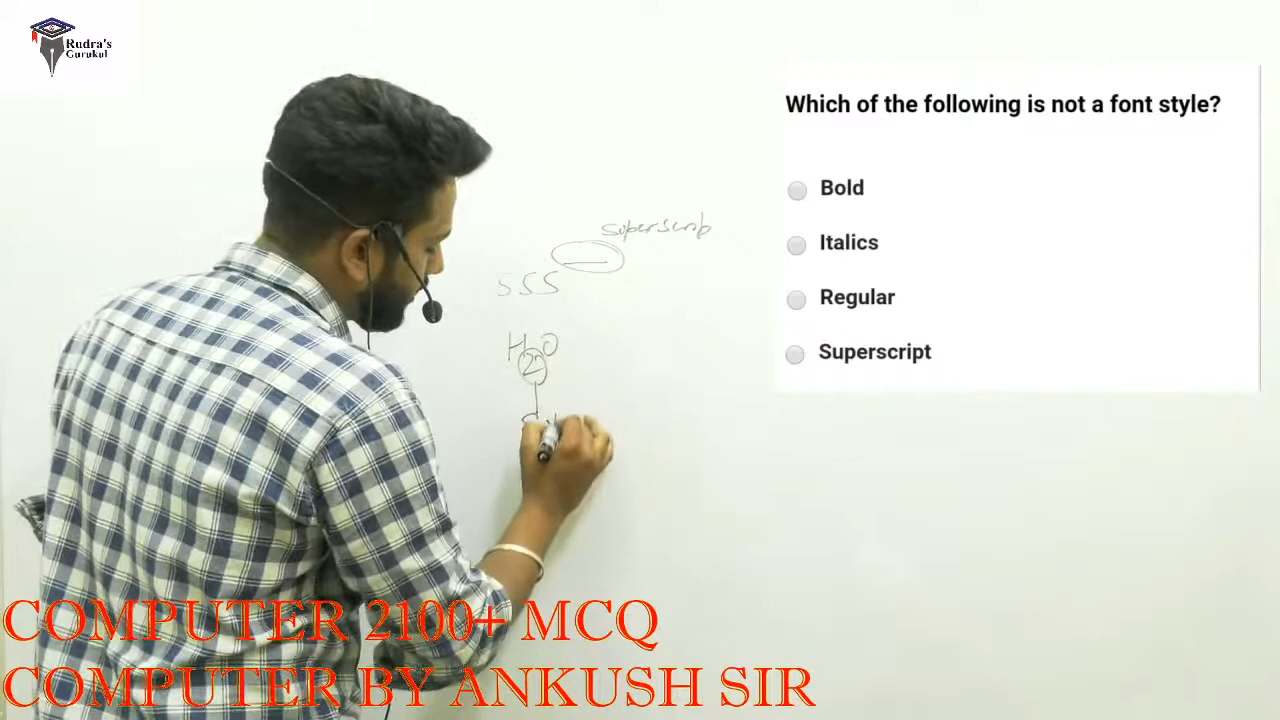 Rudra's
Gurukul
Which of the following is not a font style?
Bold
Italics
Regular
Superscript
superscrip
SSS
H2O
COMPUTER 2100+ MCQ
COMPUTER BY ANKUSH SIR